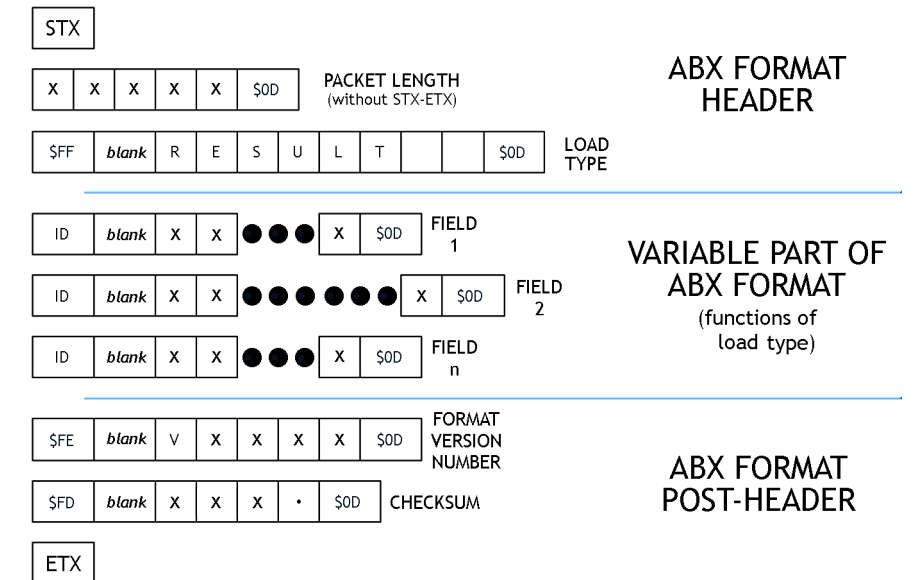 STX
X X X X X $0D
PACKET LENGTH
(without STX-ETX)
ABX FORMAT
HEADER
$FF blank R E S U L T $0D
LOAD
TYPE
ID blank X X ●●● X $0D
FIELD
1
ID blank X X ●●●●●● X $0D
FIELD
2
ID blank X X ●●● X $0D
FIELD
n
VARIABLE PART OF
ABX FORMAT
(functions of
load type)
$FE blank V X X X X $0D
FORMAT
VERSION
NUMBER
$FD blank X X X • $0D
CHECKSUM
ABX FORMAT
POST-HEADER
ETX